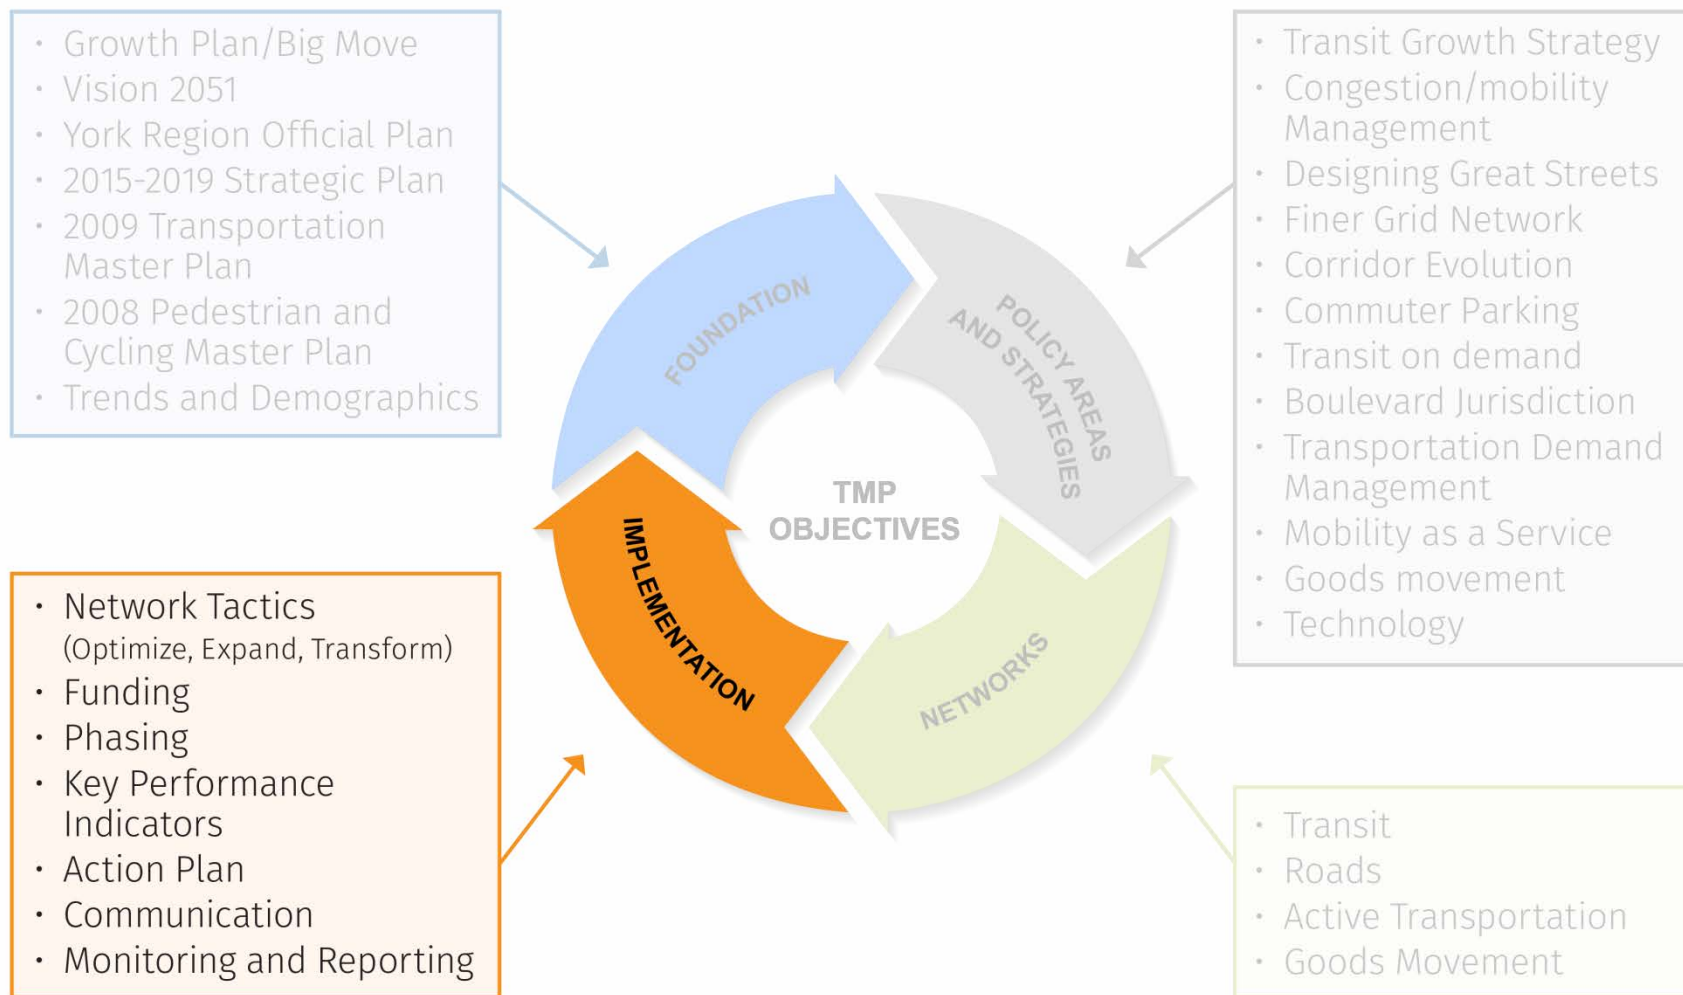 · Growth Plan/Big Move
· Vision 2051
· York Region Official Plan
· 2015-2019 Strategic Plan
· 2009 Transportation
Master Plan
· 2008 Pedestrian and
Cycling Master Plan
· Trends and Demographics
· Transit Growth Strategy
· Congestion/mobility
Management
· Designing Great Streets
· Finer Grid Network
· Corridor Evolution
· Commuter Parking
· Transit on demand
· Boulevard Jurisdiction
· Transportation Demand
Management
· Mobility as a Service
· Goods movement
· Technology
FOUNDATION
POLICY AREAS
AND STRATEGIES
TMP
OBJECTIVES
IMPLEMENTATION
NETWORKS
· Network Tactics
(Optimize, Expand, Transform)
· Funding
· Phasing
· Key Performance
Indicators
· Action Plan
· Communication
· Monitoring and Reporting
· Transit
· Roads
· Active Transportation
· Goods Movement